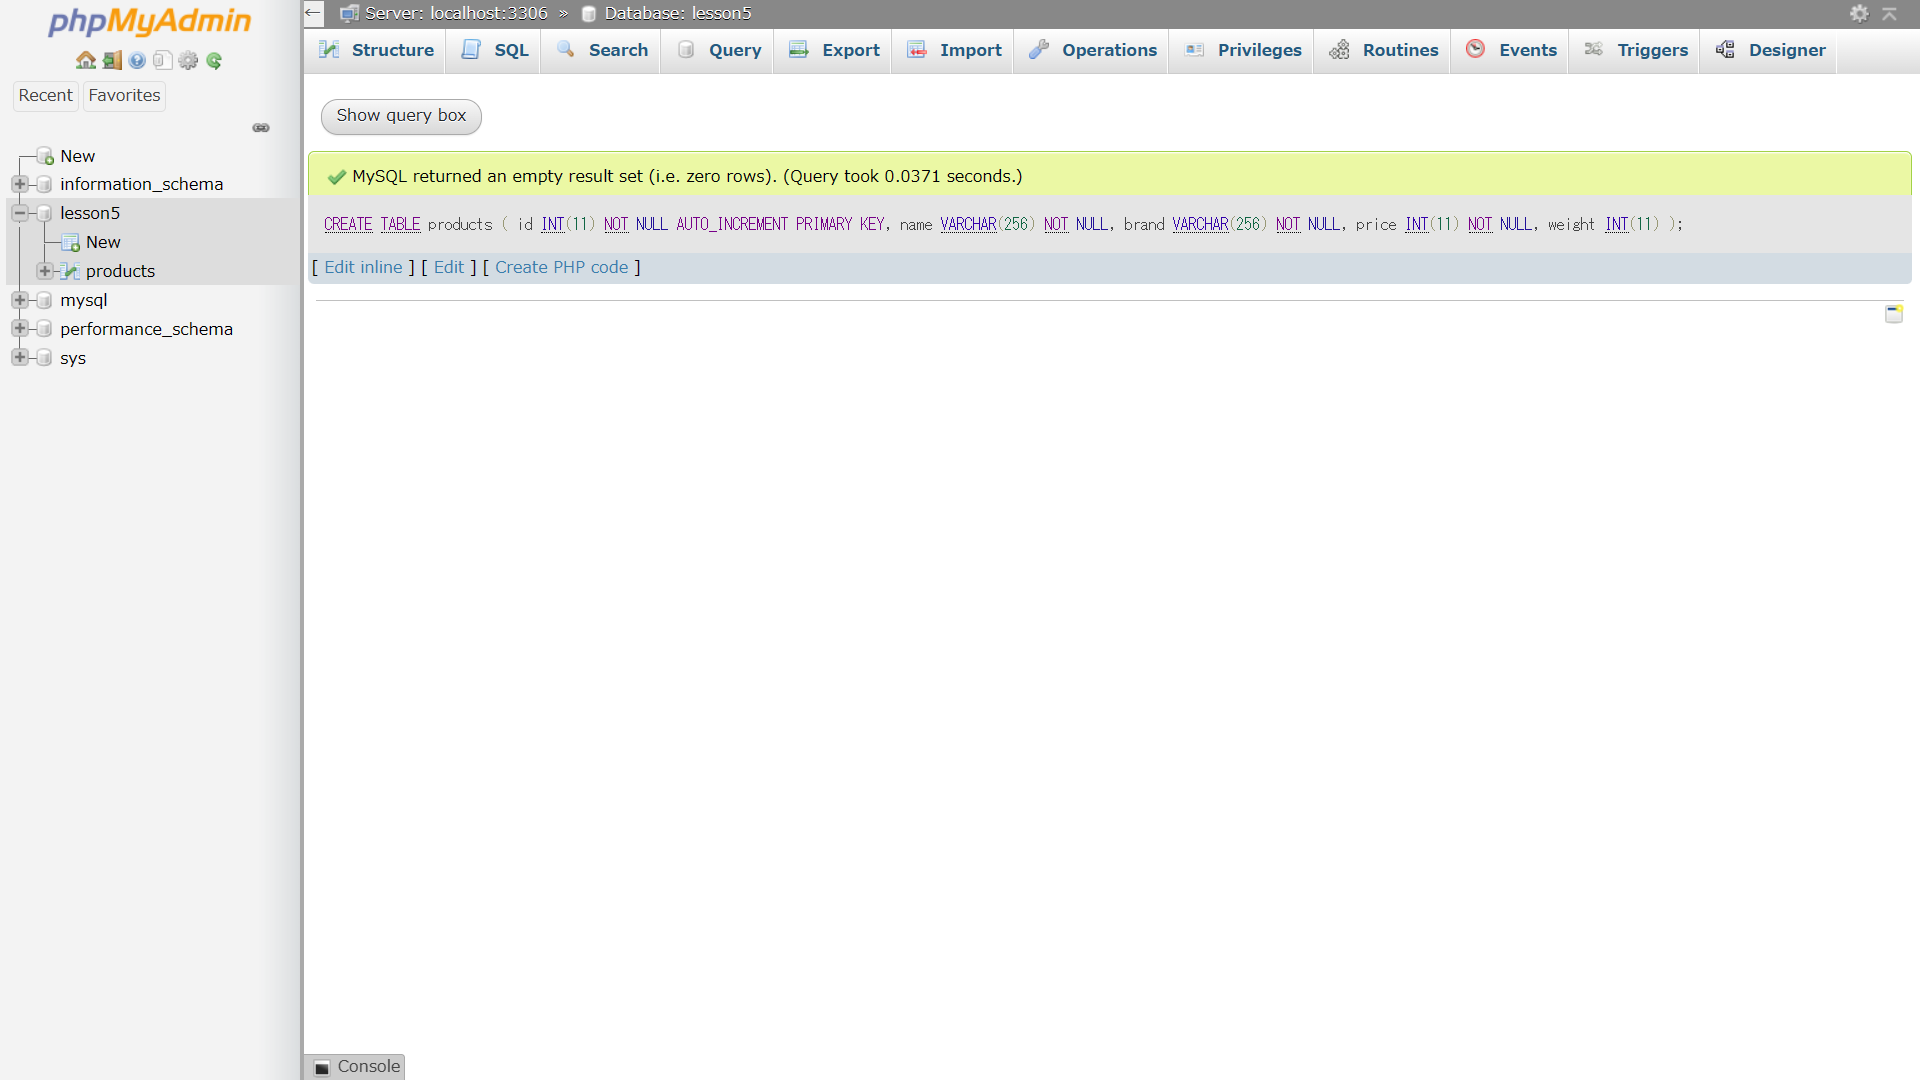 phpMyAdmin
Recent Favorites
New
information_schema
lesson5
New
products
mysql
performance_schema
sys
Server: localhost:3306 » Database: lesson5
Structure SQL Search Query Export Import Operations Privileges Routines Events Triggers Designer
Show query box
MySQL returned an empty result set (i.e. zero rows). (Query took 0.0371 seconds.)
CREATE TABLE products ( id INT(11) NOT NULL AUTO_INCREMENT PRIMARY KEY, name VARCHAR(256) NOT NULL, brand VARCHAR(256) NOT NULL, price INT(11) NOT NULL, weight INT(11) );
[ Edit inline ] [ Edit ] [ Create PHP code ]
Console